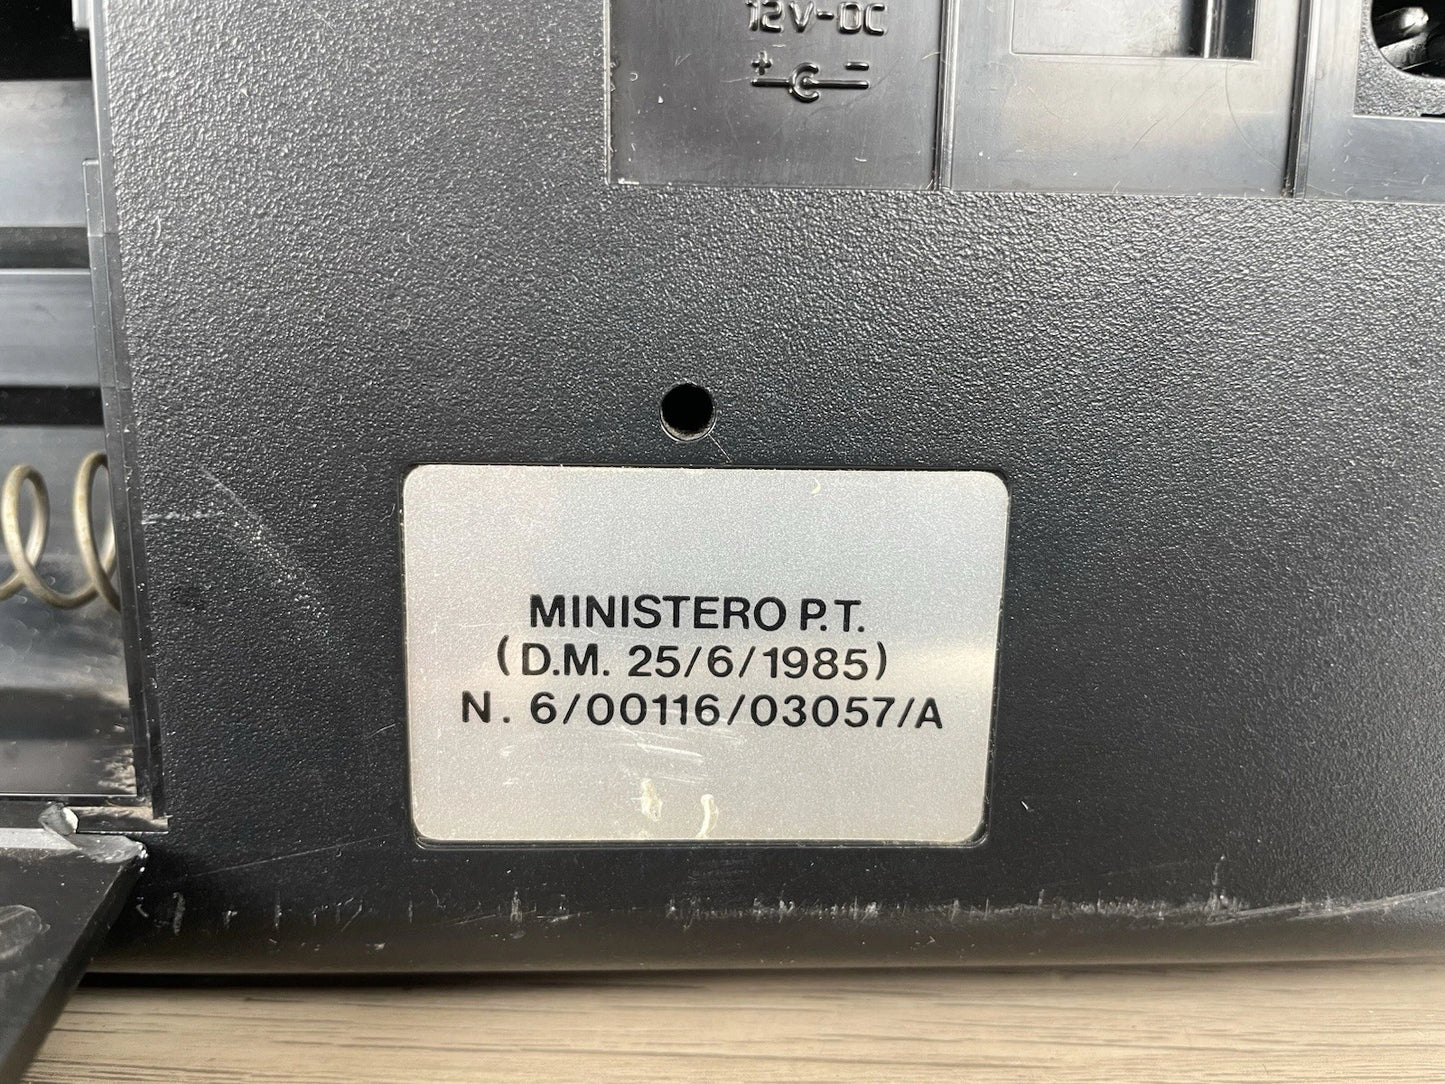 12V-DC
+ -
MINISTERO P.T.
(D.M. 25/6/1985)
N. 6/00116/03057/A